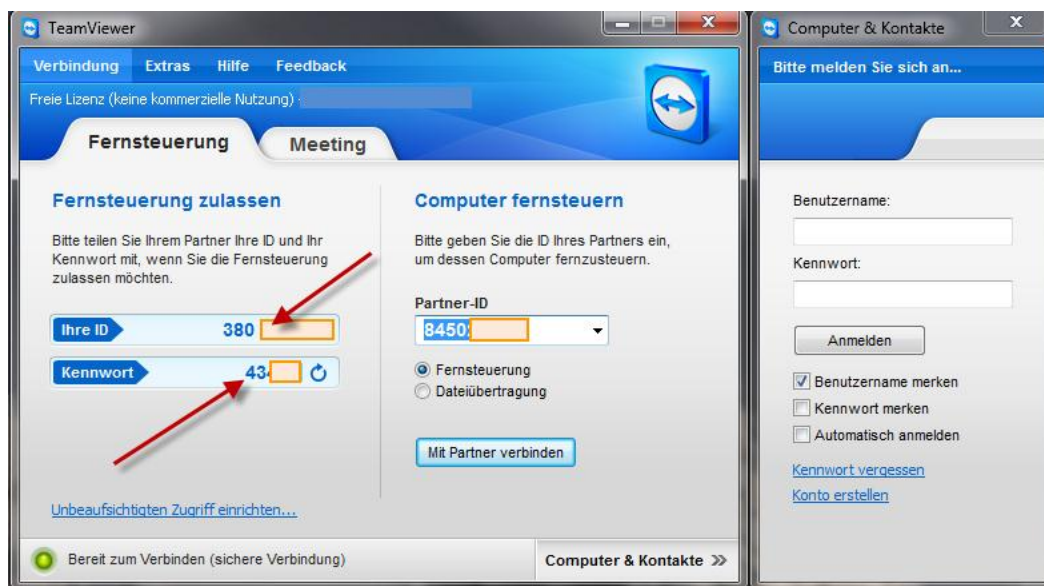 TeamViewer
Verbindung Extras Hilfe Feedback
Freie Lizenz (keine kommerzielle Nutzung) -
Fernsteuerung Meeting
Fernsteuerung zulassen
Bitte teilen Sie Ihrem Partner Ihre ID und Ihr
Kennwort mit, wenn Sie die Fernsteuerung
zulassen möchten.
Ihre ID 380
Kennwort 434
Unbeaufsichtigten Zugriff einrichten...
Computer fernsteuern
Bitte geben Sie die ID Ihres Partners ein,
um dessen Computer fernzusteuern.
Partner-ID
8450
Fernsteuerung
Dateiübertragung
Mit Partner verbinden
Bereit zum Verbinden (sichere Verbindung)
Computer & Kontakte >>
Computer & Kontakte
X
Bitte melden Sie sich an...
Benutzername:
Kennwort:
Anmelden
Benutzername merken
Kennwort merken
Automatisch anmelden
Kennwort vergessen
Konto erstellen